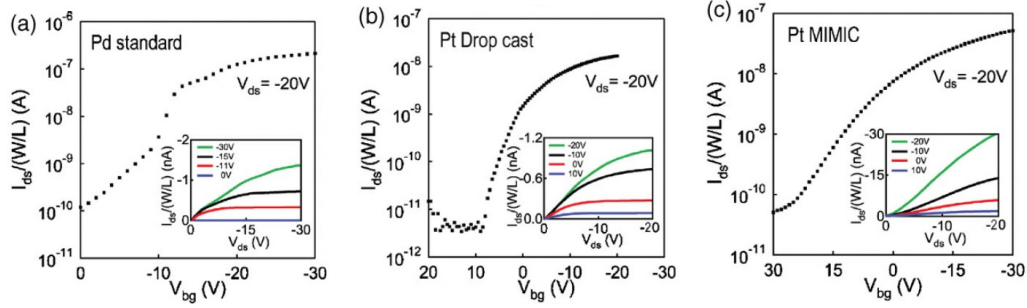 (a)
Pd standard
I_ds/(W/L) (A)
10^-6
10^-7
10^-8
10^-9
10^-10
10^-11
V_ds= -20V
I_ds/(W/L) (nA)
-2
-1
0
-30V
-15V
-11V
0V
0 -15 -30
V_ds (V)
0 -10 -20 -30
V_bg (V)
(b)
Pt Drop cast
I_ds/(W/L) (A)
10^-7
10^-8
10^-9
10^-10
10^-11
10^-12
V_ds= -20V
I_ds/(W/L) (nA)
-1.2
-0.6
0.0
-20V
-10V
0V
10V
0 -10 -20
V_ds (V)
20 10 0 -10 -20 -30
V_bg (V)
(c)
Pt MIMIC
I_ds/(W/L) (A)
10^-7
10^-8
10^-9
10^-10
10^-11
V_ds= -20V
I_ds/(W/L) (nA)
-30
-15
0
-20V
-10V
0V
10V
0 -10 -20
V_ds (V)
30 15 0 -15 -30
V_bg (V)